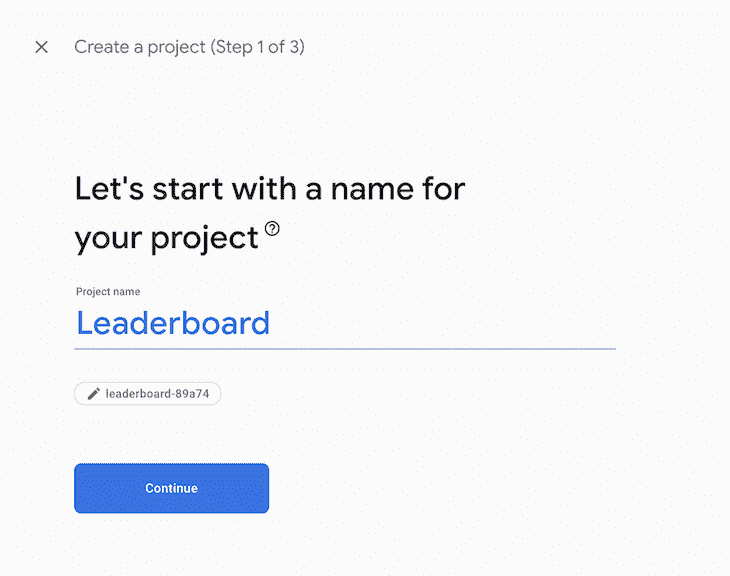 Create a project (Step 1 of 3)
Let's start with a name for
your project
Project name
Leaderboard
leaderboard-89a74
Continue